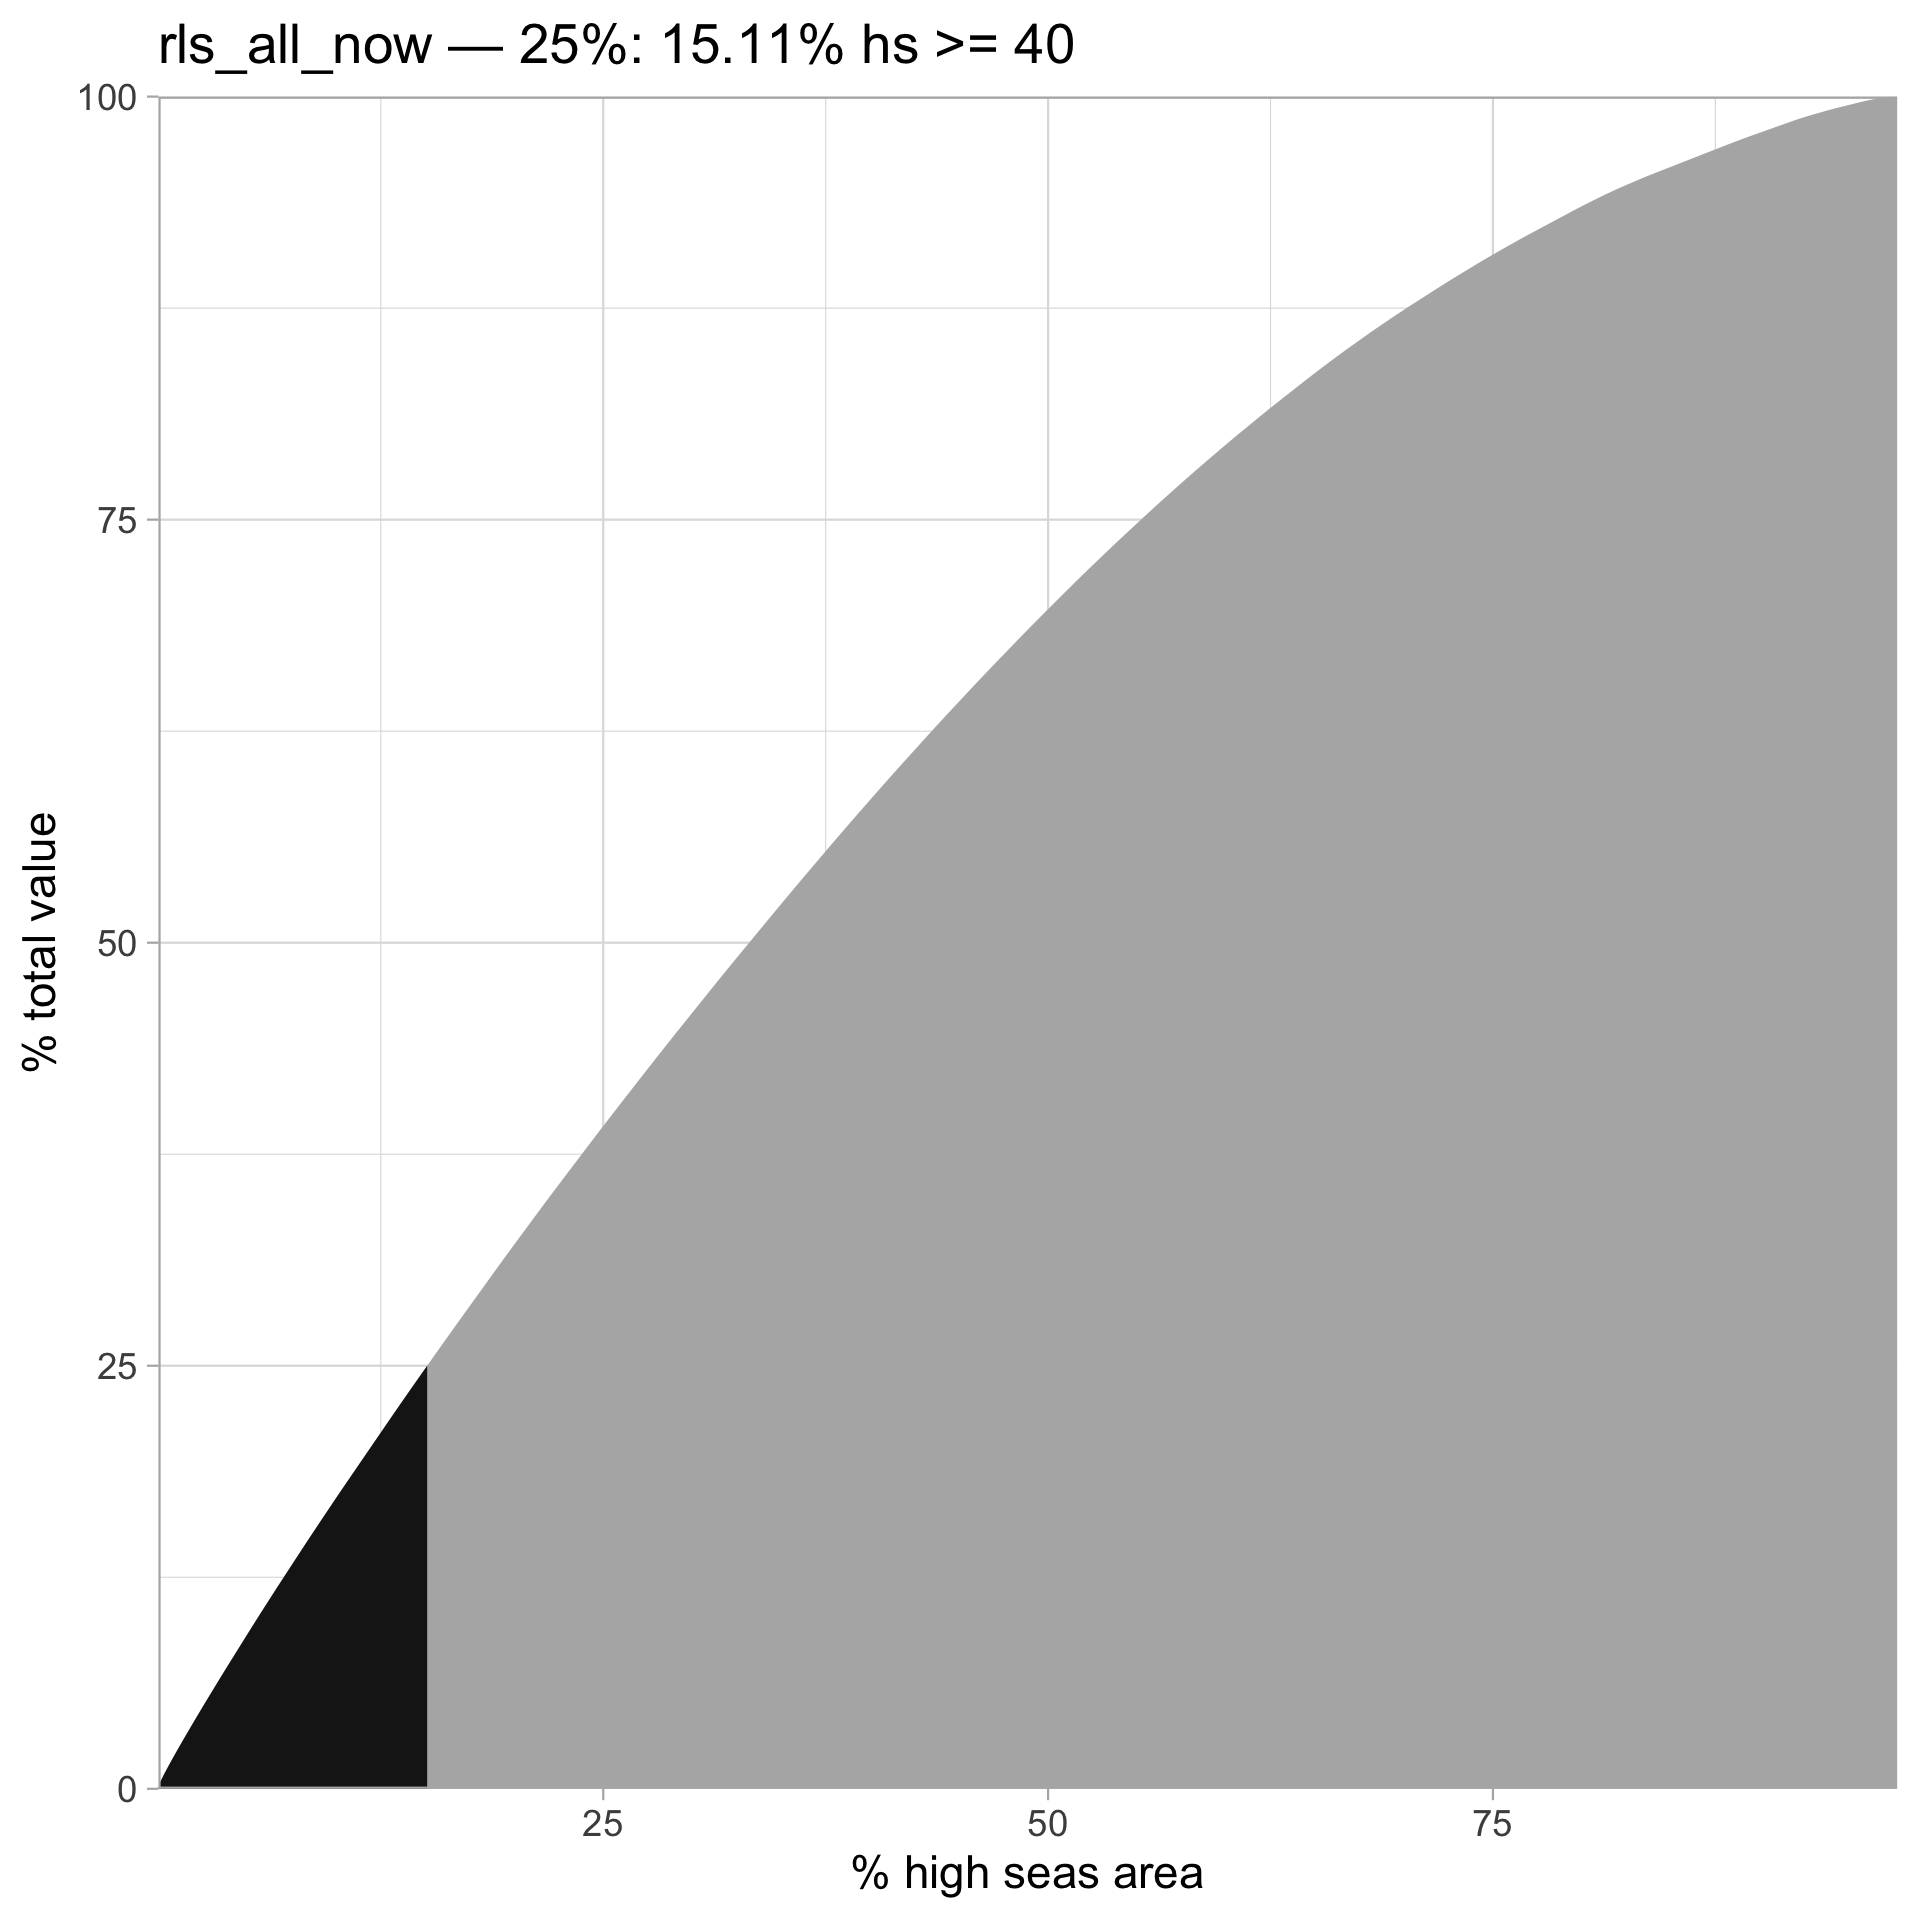 rls_all_now — 25%: 15.11% hs >= 40
100
75
50
25
0
% total value
25
50
75
% high seas area